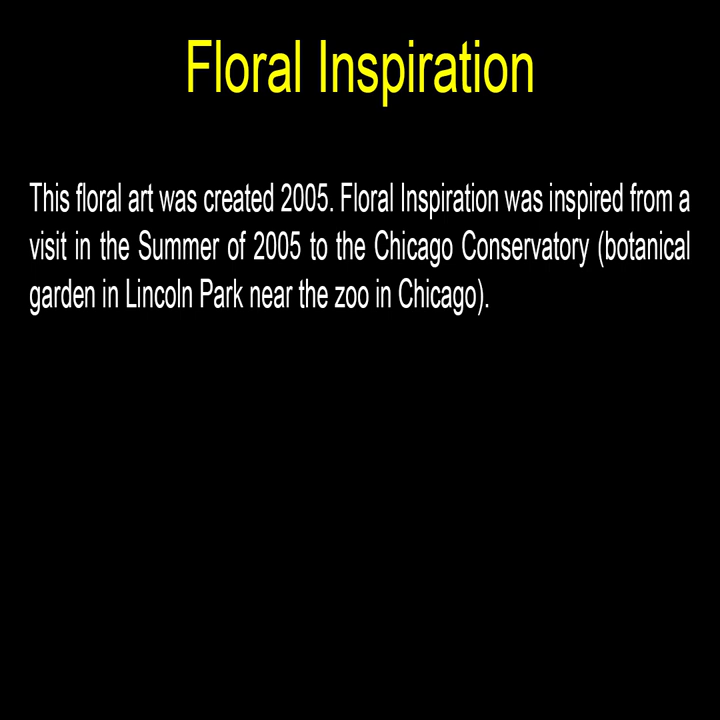 Floral Inspiration
This floral art was created 2005. Floral Inspiration was inspired from a
visit in the Summer of 2005 to the Chicago Conservatory (botanical
garden in Lincoln Park near the zoo in Chicago).